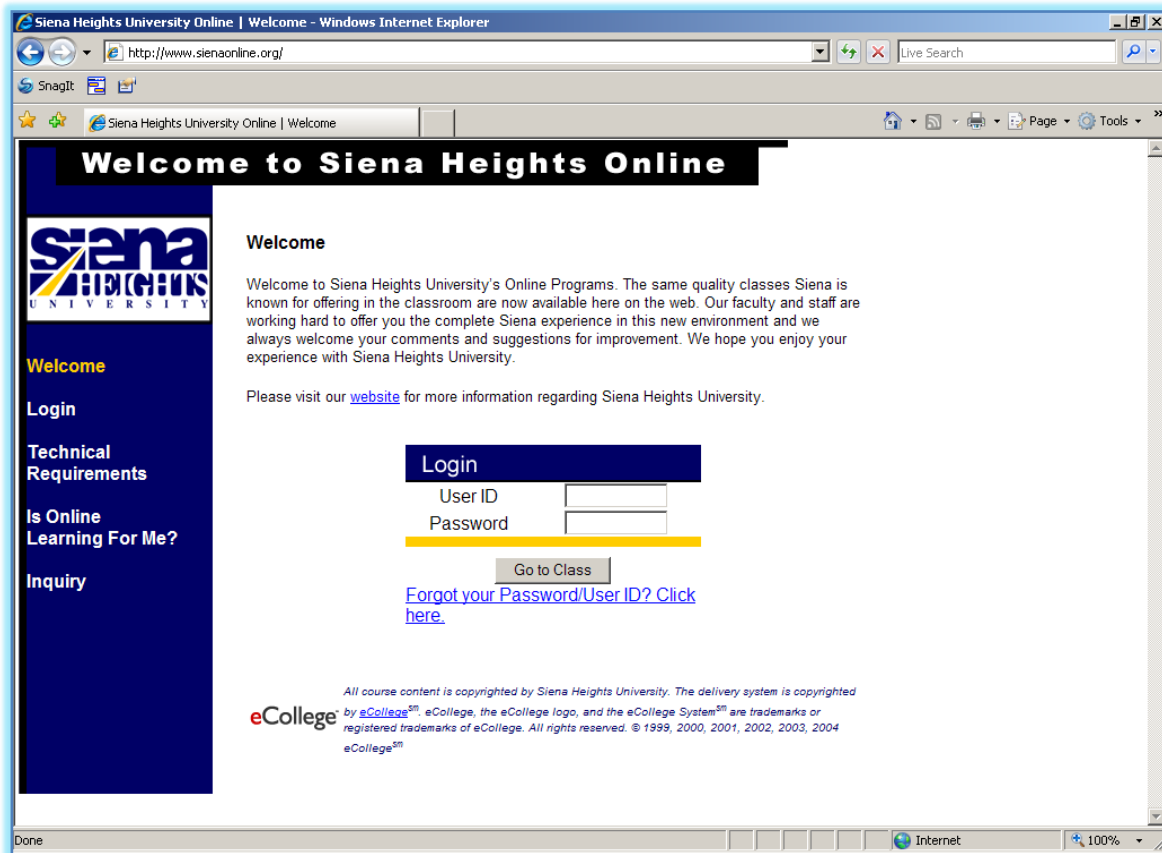 Siena Heights University Online | Welcome - Windows Internet Explorer
http://www.sienaonline.org/
Live Search
SnagIt
Siena Heights University Online | Welcome
Page
Tools
Welcome to Siena Heights Online
Siena
HEIGHTS
UNIVERSITY
Welcome
Login
Technical
Requirements
Is Online
Learning For Me?
Inquiry
Welcome
Welcome to Siena Heights University's Online Programs. The same quality classes Siena is
known for offering in the classroom are now available here on the web. Our faculty and staff are
working hard to offer you the complete Siena experience in this new environment and we
always welcome your comments and suggestions for improvement. We hope you enjoy your
experience with Siena Heights University.
Please visit our website for more information regarding Siena Heights University.
Login
User ID
Password
Go to Class
Forgot your Password/User ID? Click
here.
eCollege
All course content is copyrighted by Siena Heights University. The delivery system is copyrighted
by eCollege℠. eCollege, the eCollege logo, and the eCollege System℠ are trademarks or
registered trademarks of eCollege. All rights reserved. © 1999, 2000, 2001, 2002, 2003, 2004
eCollege℠
Done
Internet
100%